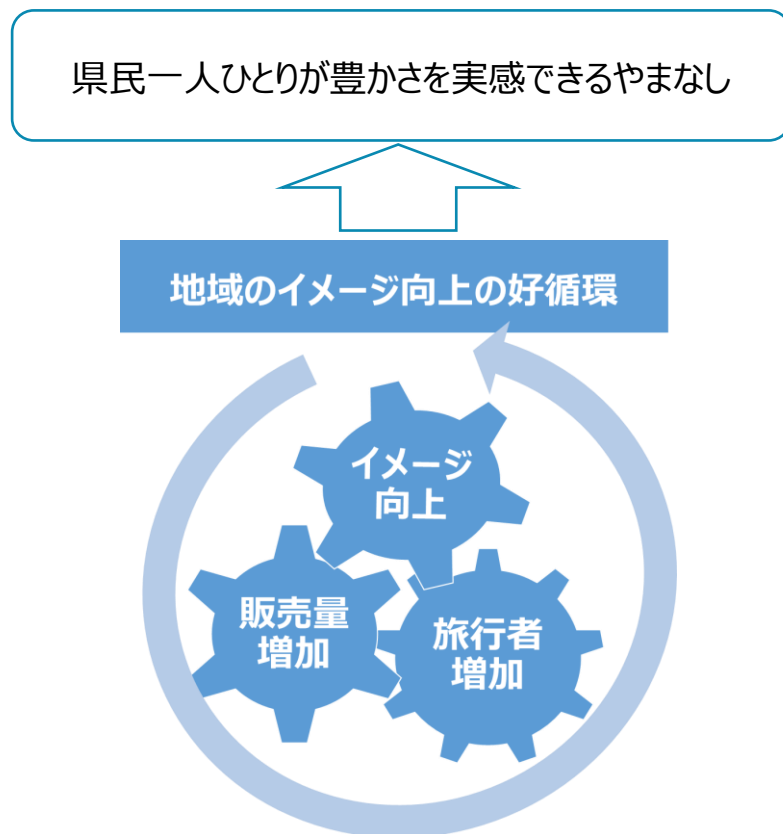 県民一人ひとりが豊かさを実感できるやまなし
地域のイメージ向上の好循環
イメージ
向上
販売量
増加
旅行者
増加